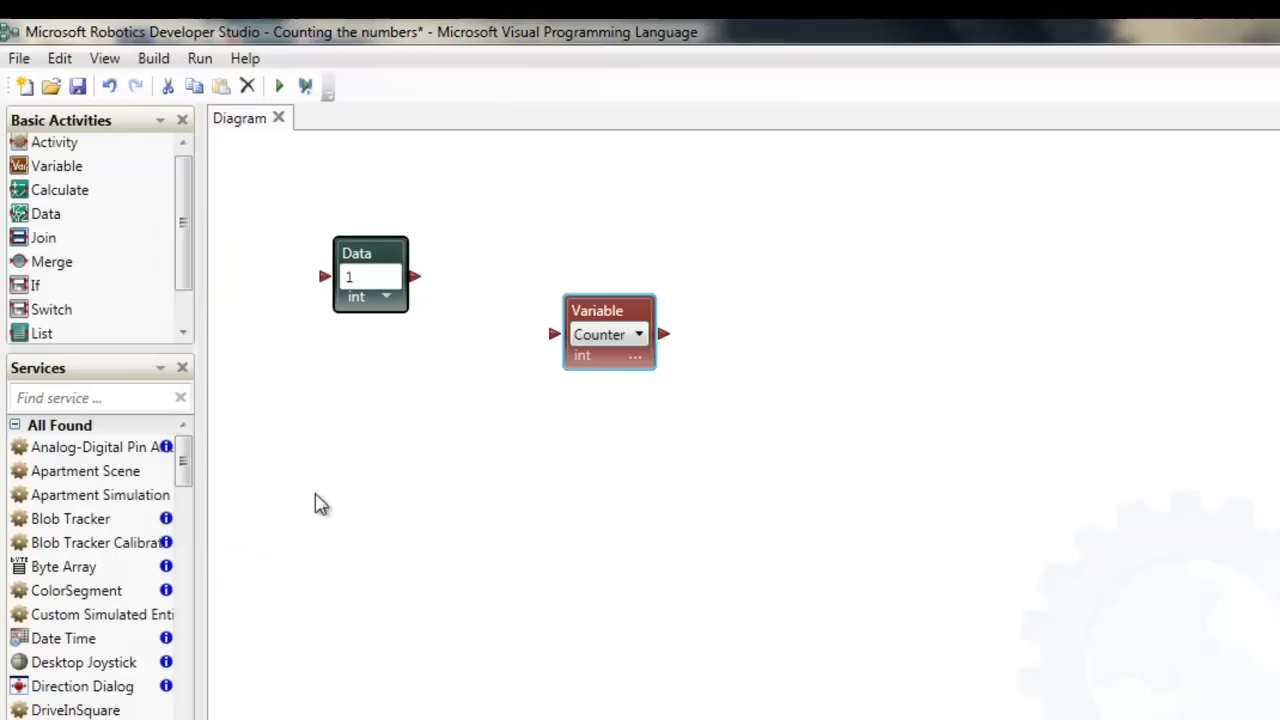 Microsoft Robotics Developer Studio - Counting the numbers* - Microsoft Visual Programming Language
File Edit View Build Run Help
Basic Activities
Activity
Variable
Calculate
Data
Join
Merge
If
Switch
List
Services
Find service ...
All Found
Analog-Digital Pin A
Apartment Scene
Apartment Simulation
Blob Tracker
Blob Tracker Calibrat
Byte Array
ColorSegment
Custom Simulated Enti
Date Time
Desktop Joystick
Direction Dialog
DriveInSquare
Diagram
Data
1
int
Variable
Counter
int ...